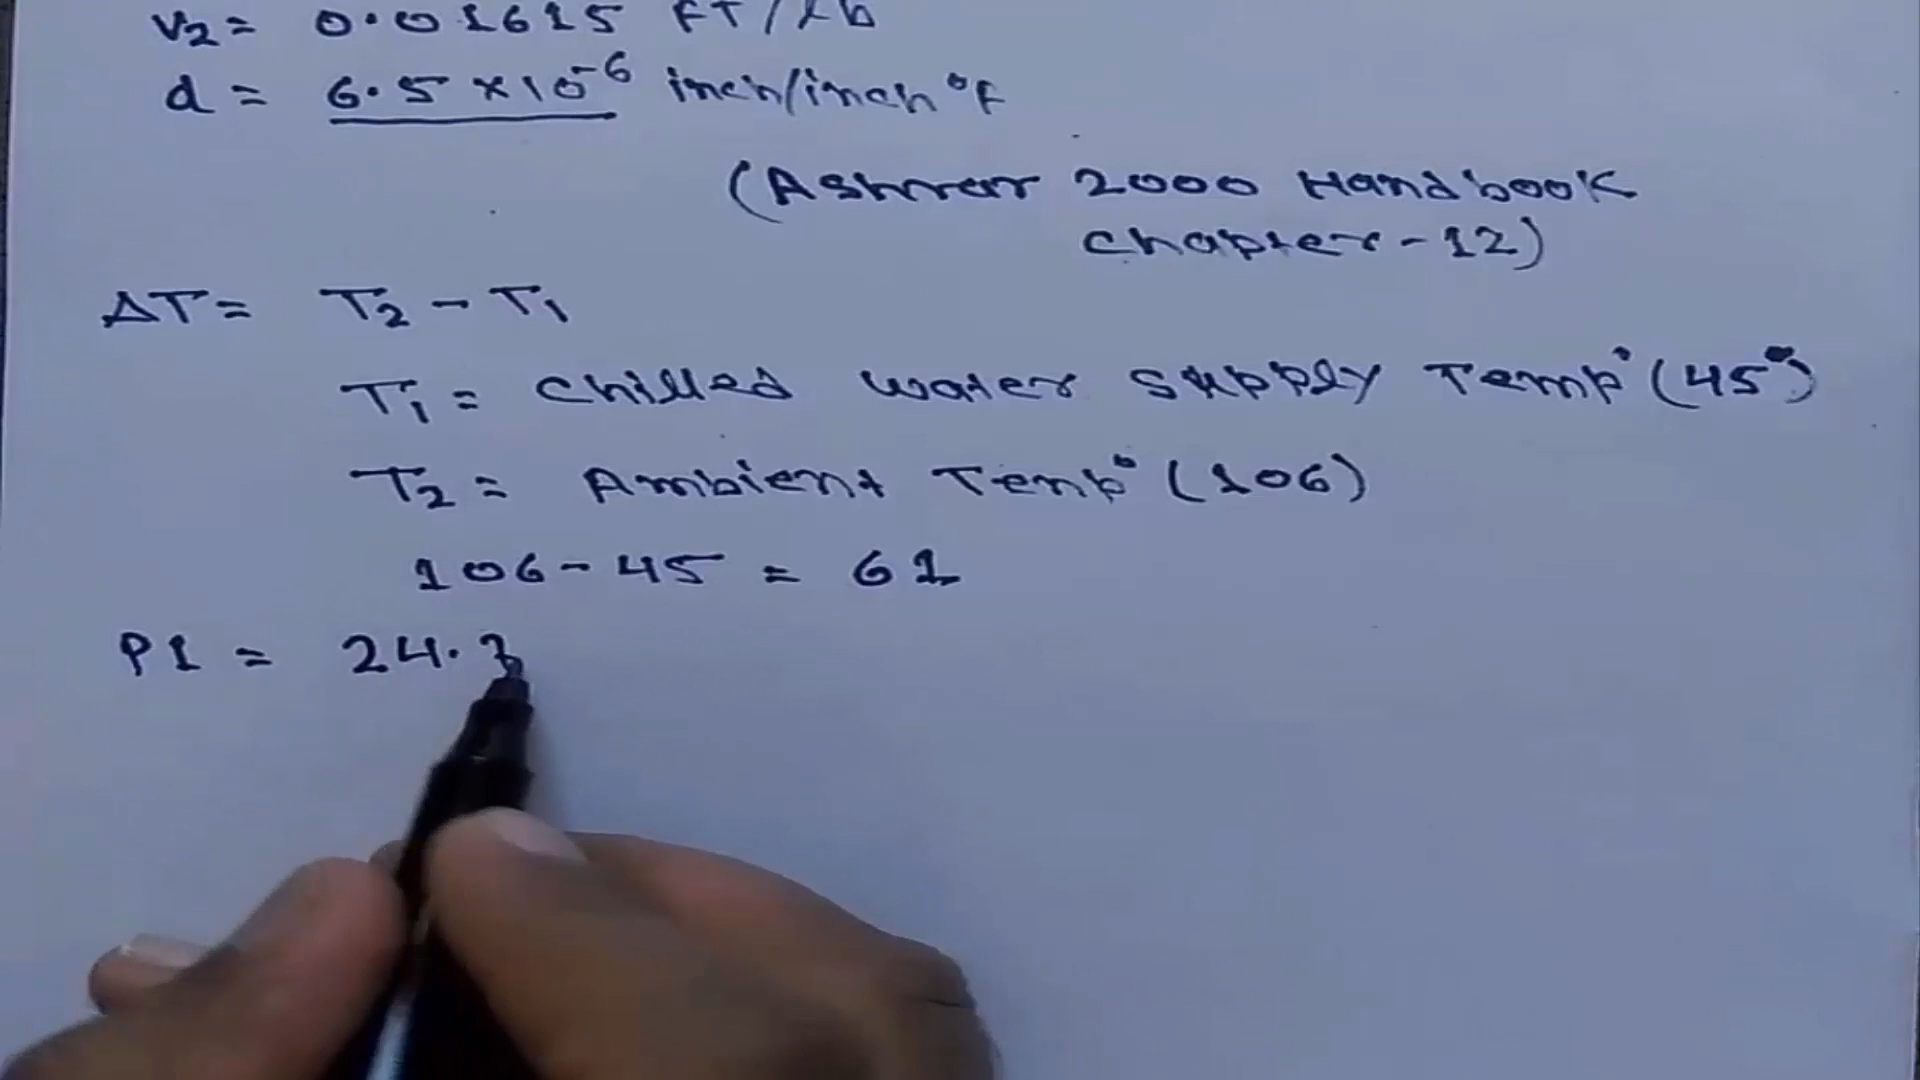 V2 = 0.01615 FT/Lb
d = 6.5 x 10-6 inch/inch °F
(Ashrae 2000 Handbook
Chapter-12)
ΔT = T2 - T1
T1 = Chilled water supply Temp° (45°)
T2 = Ambient Temp° (106)
106 - 45 = 61
P1 = 24.3